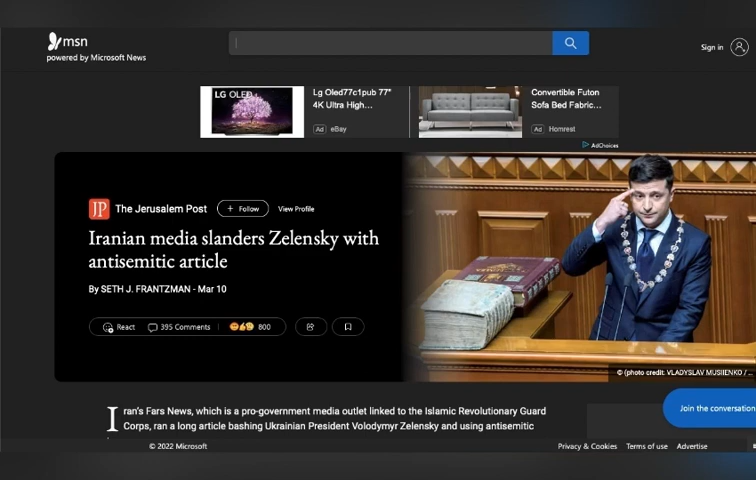 msn
powered by Microsoft News
Sign in
LG OLED
Lg Oled77c1pub 77"
4K Ultra High...
Ad eBay
Convertible Futon
Sofa Bed Fabric...
Ad Homrest
AdChoices
JP The Jerusalem Post + Follow View Profile
Iranian media slanders Zelensky with
antisemitic article
By SETH J. FRANTZMAN - Mar 10
React 395 Comments 800
© (photo credit: VLADYSLAV MUSIIENKO / ...
Iran's Fars News, which is a pro-government media outlet linked to the Islamic Revolutionary Guard
Corps, ran a long article bashing Ukrainian President Volodymyr Zelensky and using antisemitic
Join the conversation
© 2022 Microsoft
Privacy & Cookies Terms of use Advertise